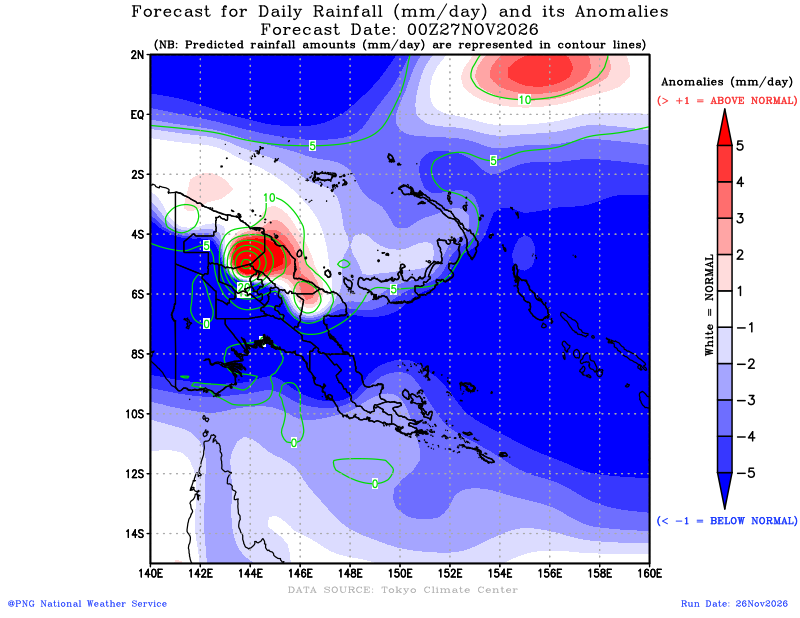 Forecast for Daily Rainfall (mm/day) and its Anomalies
Forecast Date: 00Z27NOV2026
(NB: Predicted rainfall amounts (mm/day) are represented in contour lines)
2N
EQ
2S
4S
6S
8S
10S
12S
14S
140E 142E 144E 146E 148E 150E 152E 154E 156E 158E 160E
10
5
5
10
5
20
5
0
0
0
Anomalies (mm/day)
(> +1 = ABOVE NORMAL)
5
4
3
2
1
−1
−2
−3
−4
−5
White = NORMAL
(< −1 = BELOW NORMAL)
DATA SOURCE: Tokyo Climate Center
@PNG National Weather Service
Run Date: 26Nov2026